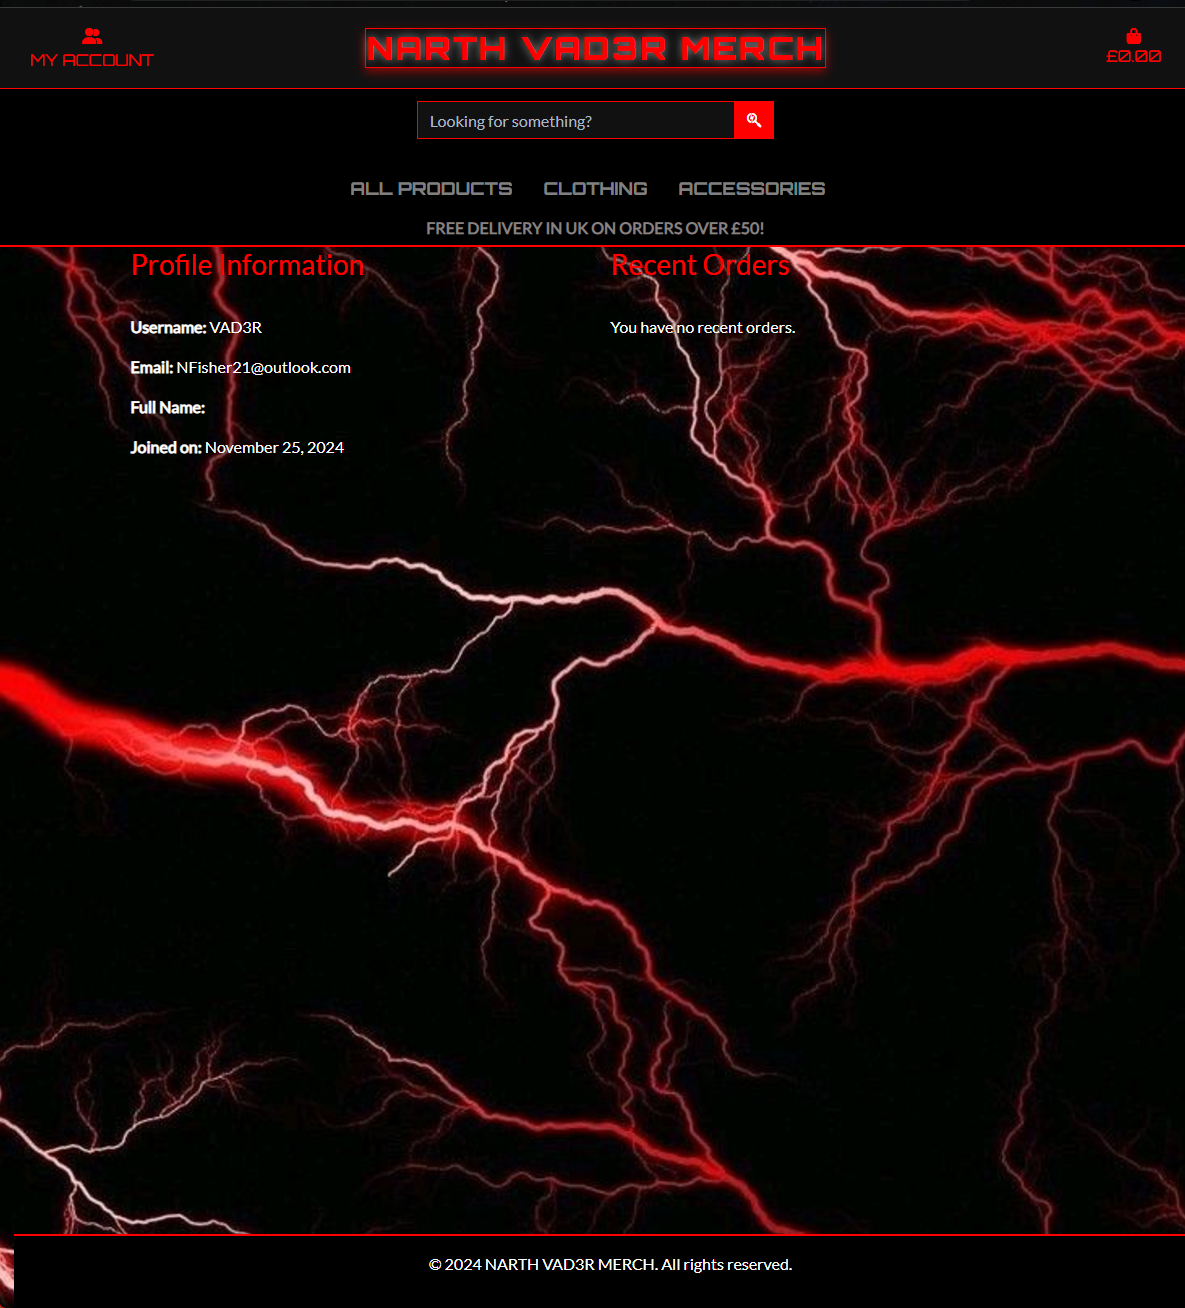 MY ACCOUNT
NARTH VAD3R MERCH
£0.00
Looking for something?
ALL PRODUCTS CLOTHING ACCESSORIES
FREE DELIVERY IN UK ON ORDERS OVER £50!
Profile Information
Username: VAD3R
Email: NFisher21@outlook.com
Full Name:
Joined on: November 25, 2024
Recent Orders
You have no recent orders.
© 2024 NARTH VAD3R MERCH. All rights reserved.